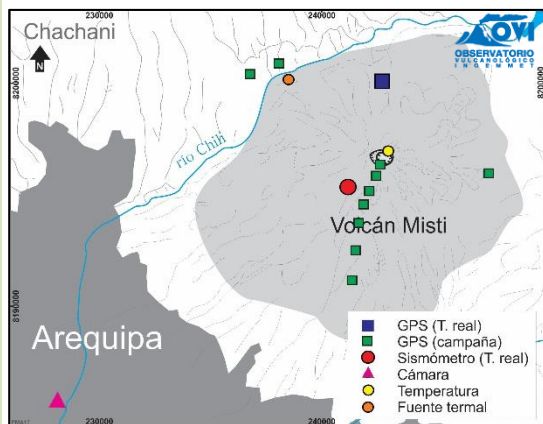 230000
240000
Chachani
N
OVI
OBSERVATORIO
VULCANOLÓGICO
INGEMMET
8200000
8200000
río Chili
Volcán Misti
8190000
Arequipa
GPS (T. real)
GPS (campaña)
Sismómetro (T. real)
Cámara
Temperatura
Fuente termal
230000
240000